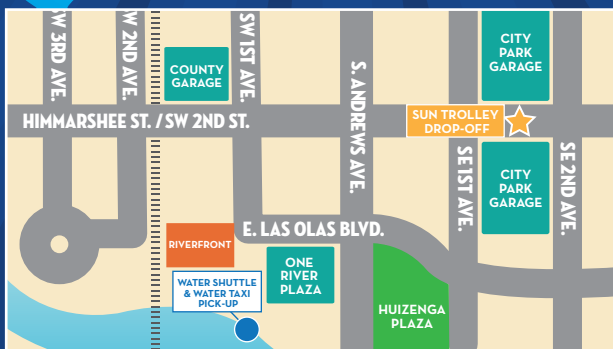 SW 3RD AVE.
SW 2ND AVE.
SW 1ST AVE.
COUNTY
GARAGE
S. ANDREWS AVE.
CITY
PARK
GARAGE
HIMMARSHEE ST. / SW 2ND ST.
SUN TROLLEY
DROP-OFF
SE 1ST AVE.
CITY
PARK
GARAGE
SE 2ND AVE.
E. LAS OLAS BLVD.
RIVERFRONT
ONE
RIVER
PLAZA
WATER SHUTTLE
& WATER TAXI
PICK-UP
HUIZENGA
PLAZA